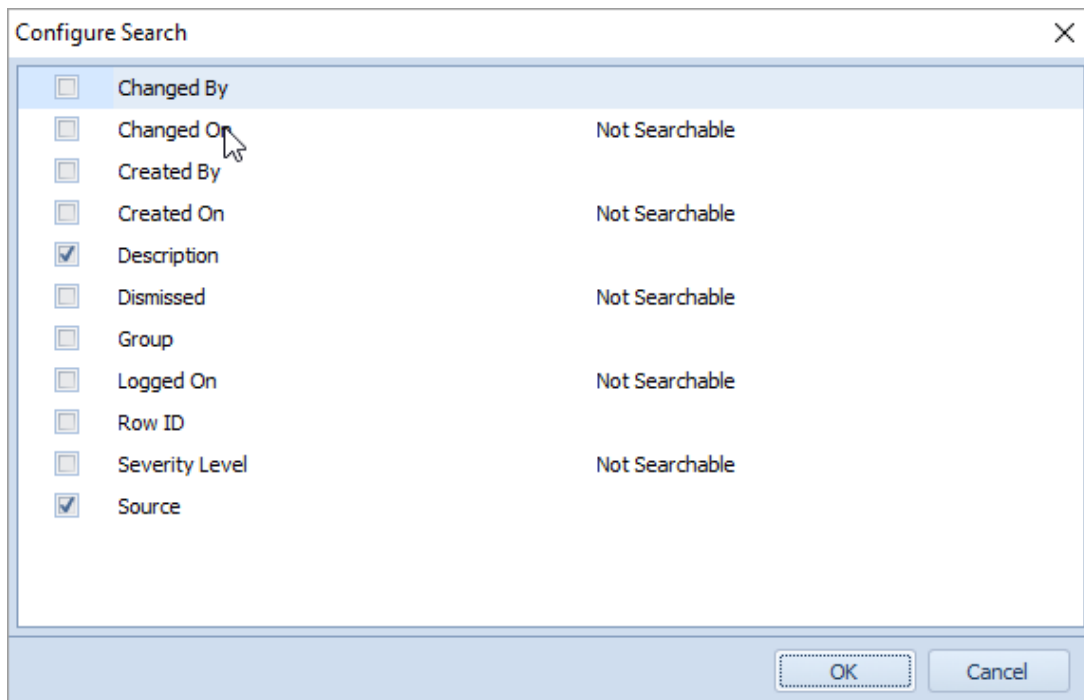 Configure Search
Changed By
Changed On Not Searchable
Created By
Created On Not Searchable
Description
Dismissed Not Searchable
Group
Logged On Not Searchable
Row ID
Severity Level Not Searchable
Source
OK Cancel